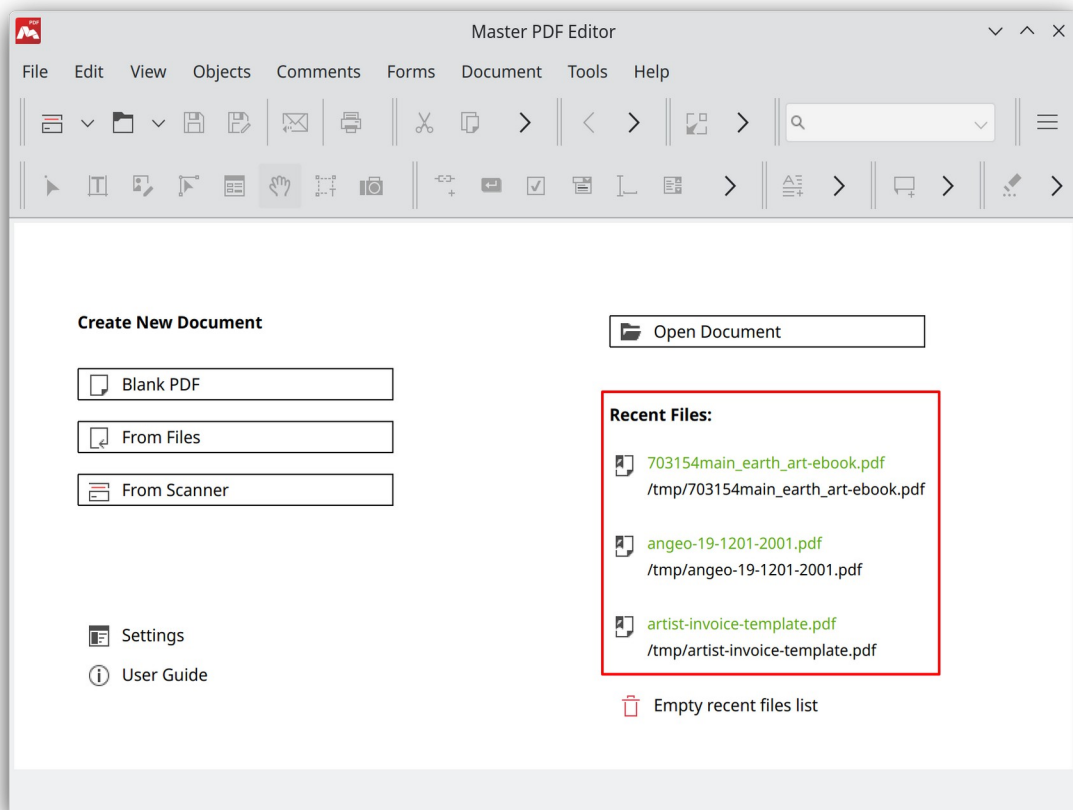 PDF
Master PDF Editor
File Edit View Objects Comments Forms Document Tools Help
Create New Document
Blank PDF
From Files
From Scanner
Settings
User Guide
Open Document
Recent Files:
703154main_earth_art-ebook.pdf
/tmp/703154main_earth_art-ebook.pdf
angeo-19-1201-2001.pdf
/tmp/angeo-19-1201-2001.pdf
artist-invoice-template.pdf
/tmp/artist-invoice-template.pdf
Empty recent files list